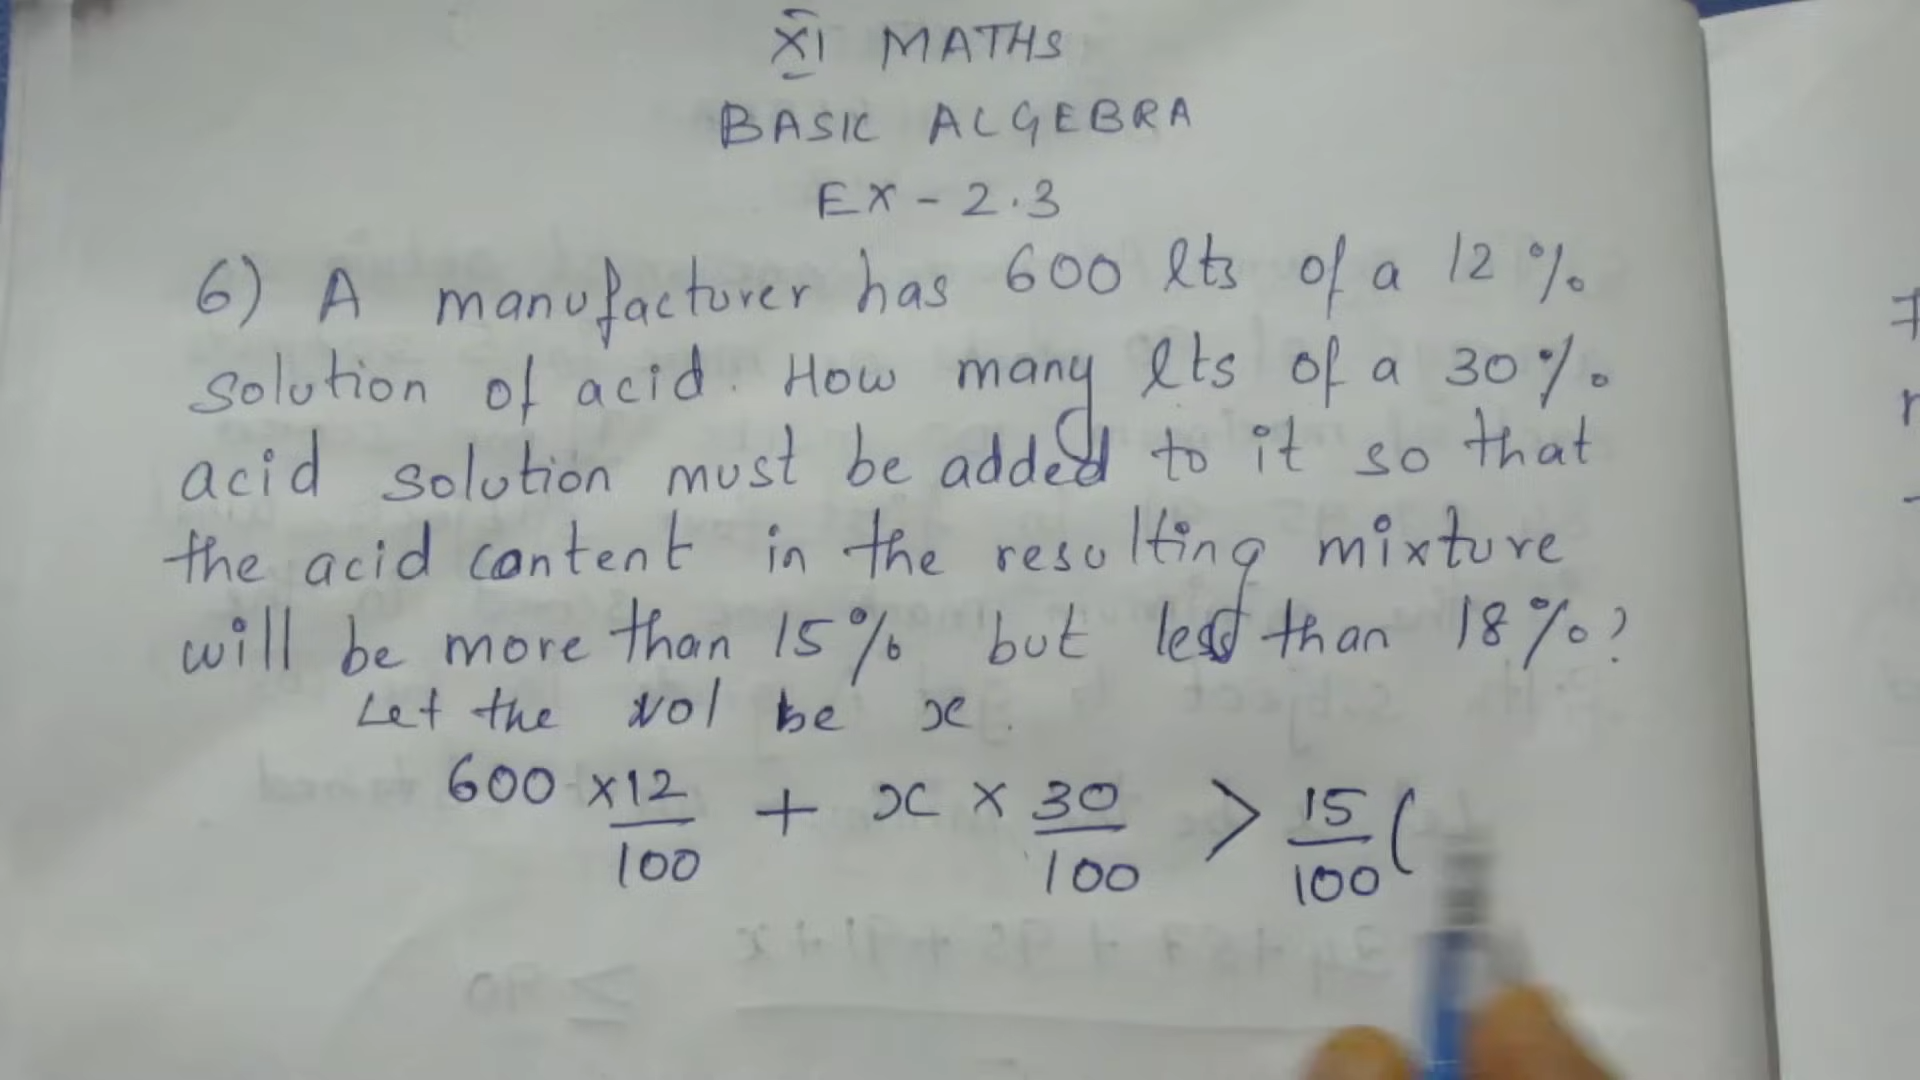 XI MATHS
BASIC ALGEBRA
EX - 2.3
6) A manufacturer has 600 lts of a 12 %
solution of acid. How many lts of a 30%
acid solution must be added to it so that
the acid content in the resulting mixture
will be more than 15% but less than 18%?
Let the vol be x.
600 × 12/100 + x × 30/100 > 15/100 (